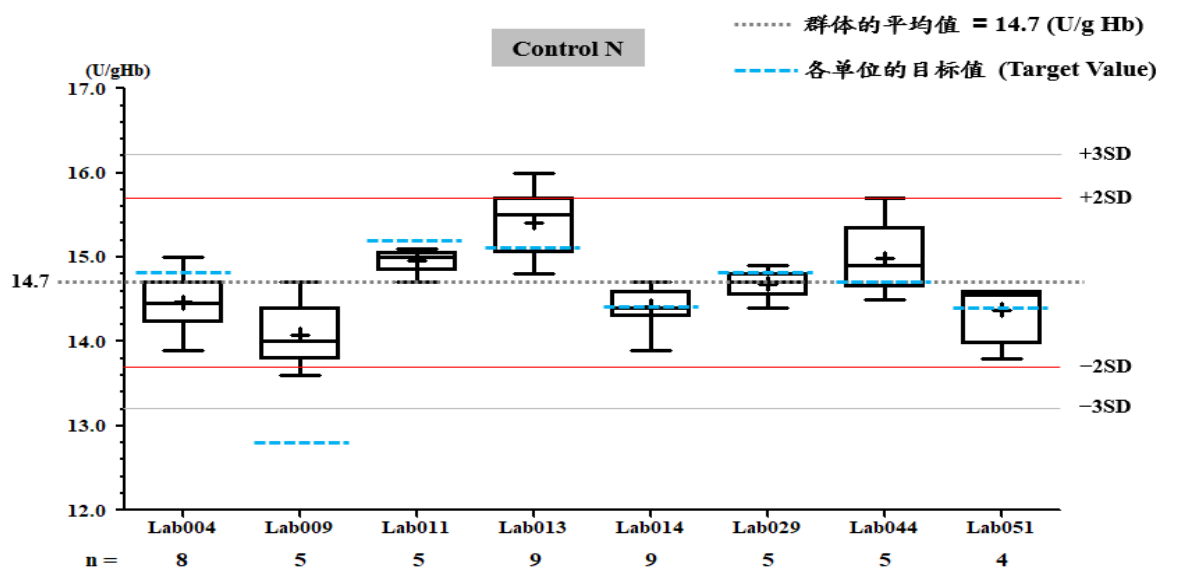 群体的平均值 = 14.7 (U/g Hb)
Control N
各单位的目标值 (Target Value)
(U/gHb)
17.0
+3SD
16.0
+2SD
15.0
14.7
14.0
−2SD
−3SD
13.0
12.0
Lab004 Lab009 Lab011 Lab013 Lab014 Lab029 Lab044 Lab051
n = 8 5 5 9 9 5 5 4